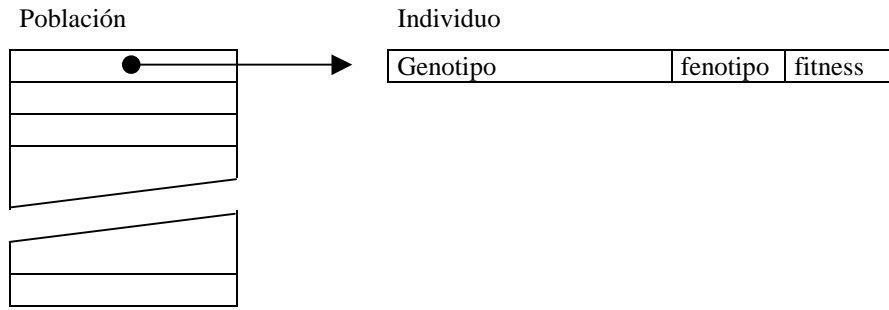 Población
Individuo
Genotipo
fenotipo
fitness